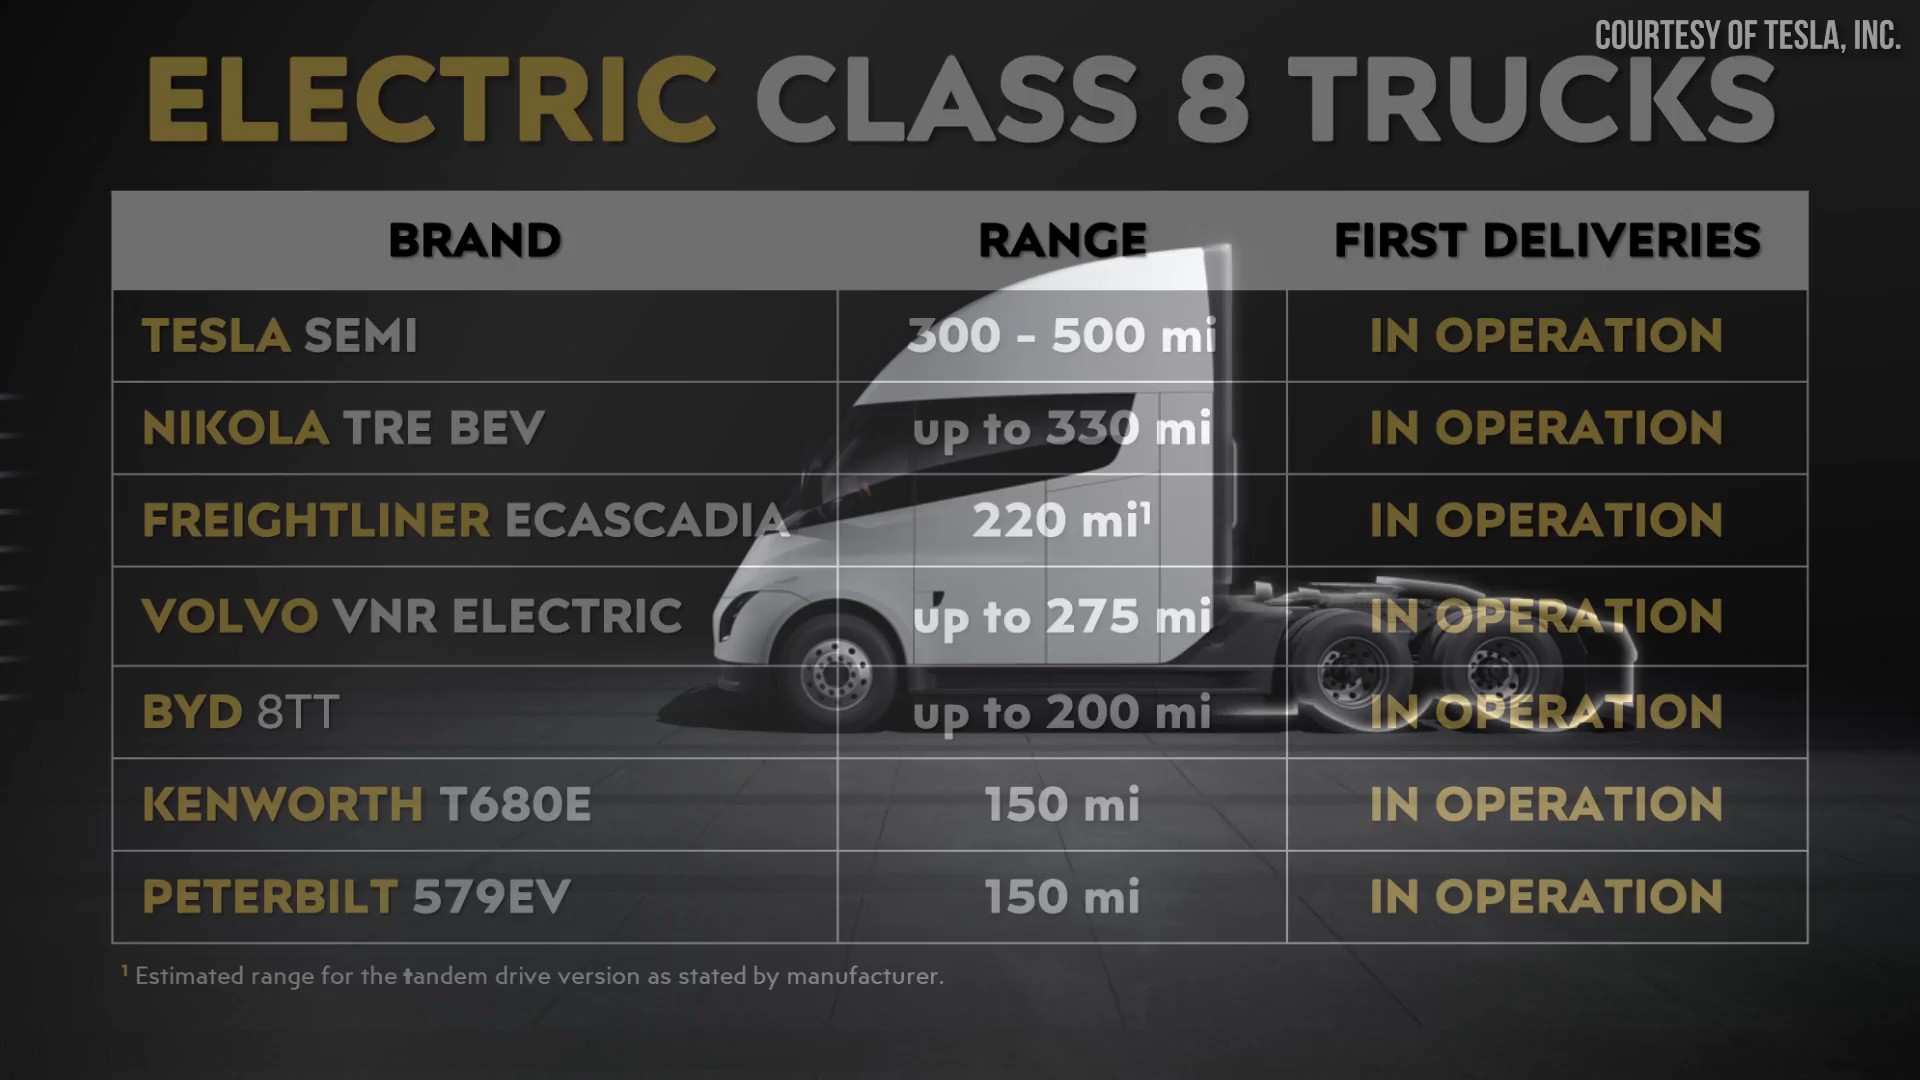 COURTESY OF TESLA, INC.
ELECTRIC CLASS 8 TRUCKS
BRAND RANGE FIRST DELIVERIES
TESLA SEMI 300 - 500 mi IN OPERATION
NIKOLA TRE BEV up to 330 mi IN OPERATION
FREIGHTLINER ECASCADIA 220 mi¹ IN OPERATION
VOLVO VNR ELECTRIC up to 275 mi IN OPERATION
BYD 8TT up to 200 mi IN OPERATION
KENWORTH T680E 150 mi IN OPERATION
PETERBILT 579EV 150 mi IN OPERATION
¹ Estimated range for the tandem drive version as stated by manufacturer.